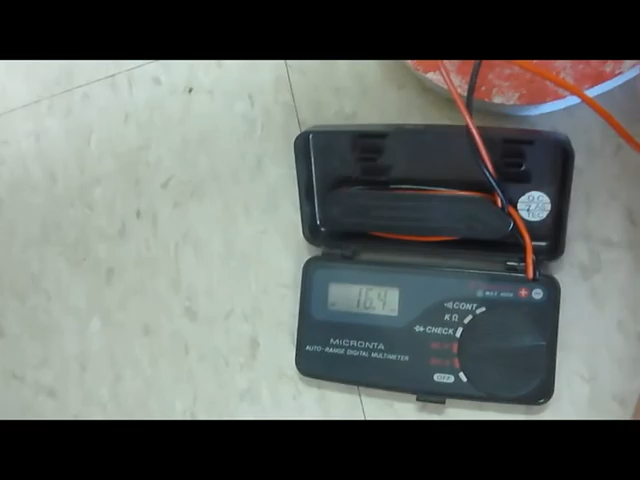 16.4
CONT
KΩ
CHECK
OFF
MICRONTA
AUTO-RANGE DIGITAL MULTIMETER